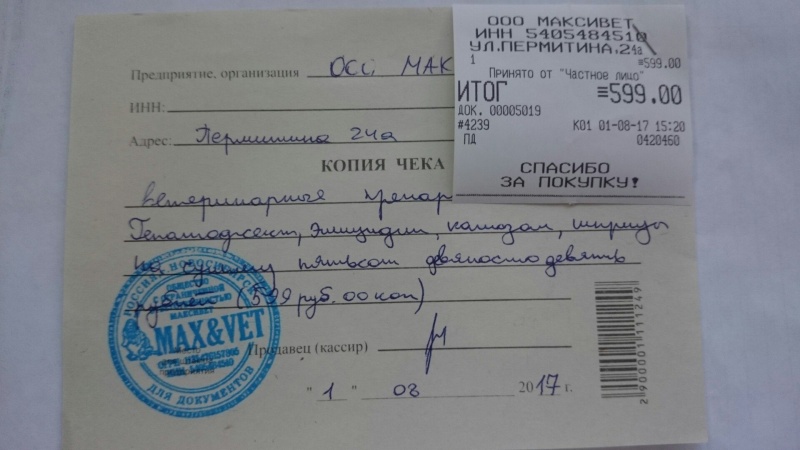 ООО МАКСИВЕТ
ИНН 5405484510
УЛ.ПЕРМИТИНА,24а
1 ≡599.00
Принято от "Частное лицо"
ИТОГ ≡599.00
ДОК. 00005019
#4239 К01 01-08-17 15:20
ПД 0420460
СПАСИБО
ЗА ПОКУПКУ!
Предприятие, организация ООО МАК
ИНН:
Адрес: Пермитина 24а
КОПИЯ ЧЕКА
ветеринарные препар
Гепатоджект, Эмицидин, катозал, шприцы
на сумму пятьсот девяносто девять
рублей (599 руб. 00 коп)
MAX&VET
ДЛЯ ДОКУМЕНТОВ
Продавец (кассир)
"1" 08 2017 г.
2900001111249